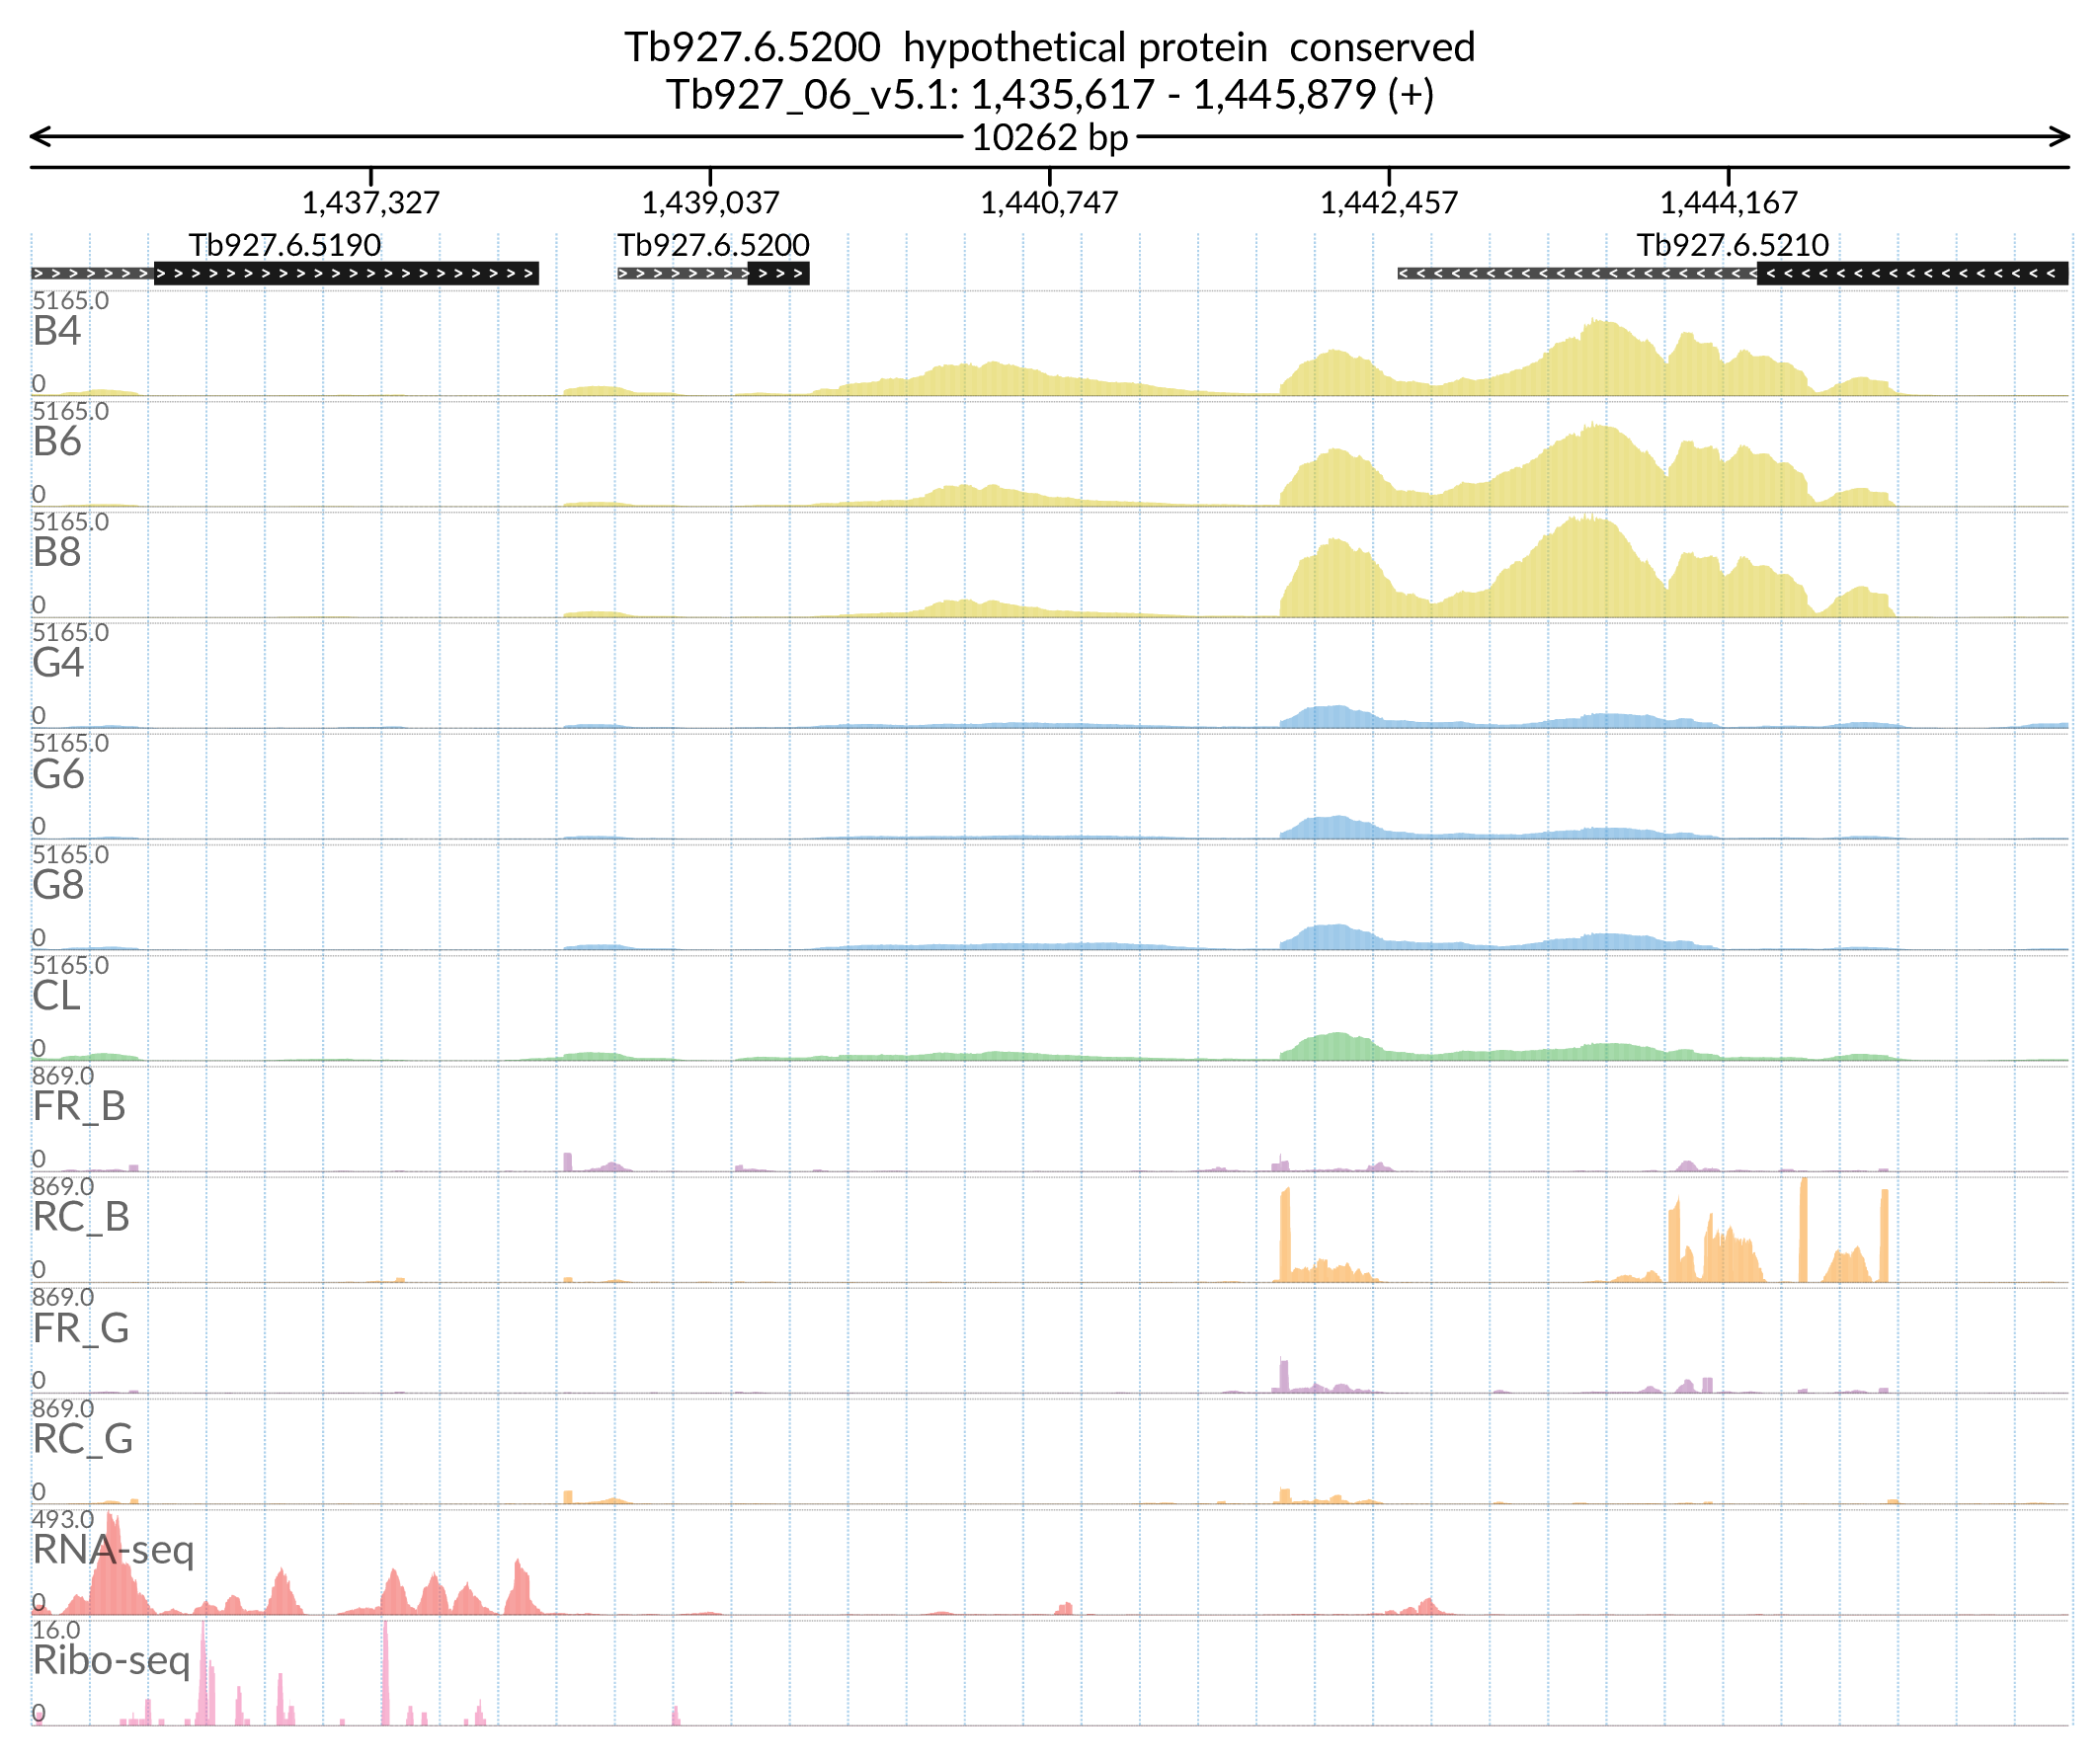 Tb927.6.5200 hypothetical protein conserved
Tb927_06_v5.1: 1,435,617 - 1,445,879 (+)
10262 bp
1,437,327 1,439,037 1,440,747 1,442,457 1,444,167
Tb927.6.5190 Tb927.6.5200 Tb927.6.5210
5165.0
B4
0
5165.0
B6
0
5165.0
B8
0
5165.0
G4
0
5165.0
G6
0
5165.0
G8
0
5165.0
CL
0
869.0
FR_B
0
869.0
RC_B
0
869.0
FR_G
0
869.0
RC_G
0
493.0
RNA-seq
0
16.0
Ribo-seq
0